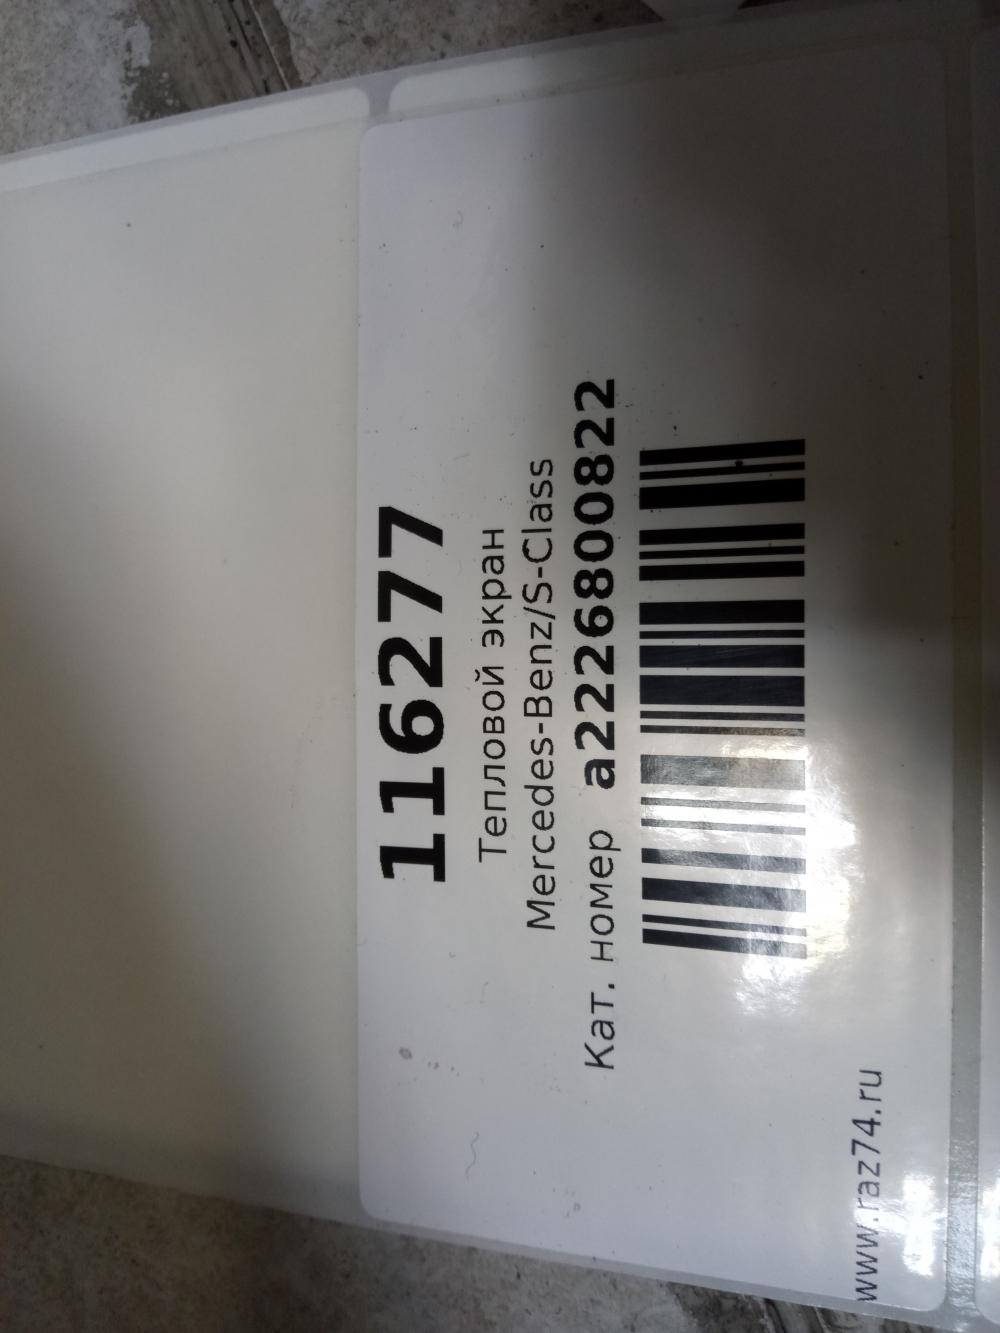 116277
Тепловой экран
Mercedes-Benz/S-Class
Кат. номер a2226800822
www.raz74.ru